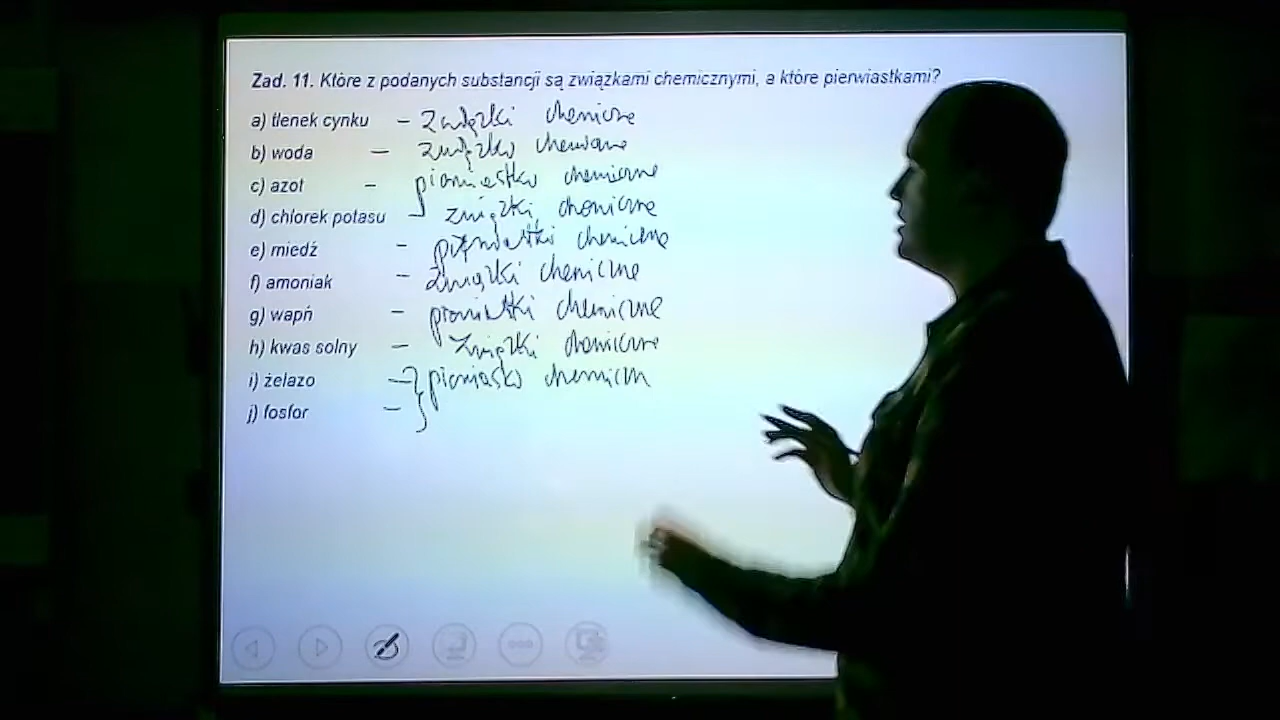 Zad. 11. Które z podanych substancji są związkami chemicznymi, a które pierwiastkami?
a) tlenek cynku – związki chemiczne
b) woda – związki chemiczne
c) azot – pierwiastki chemiczne
d) chlorek potasu – związki chemiczne
e) miedź – pierwiastki chemiczne
f) amoniak – związki chemiczne
g) wapń – pierwiastki chemiczne
h) kwas solny – związki chemiczne
i) żelazo – } pierwiastki chemiczne
j) fosfor –